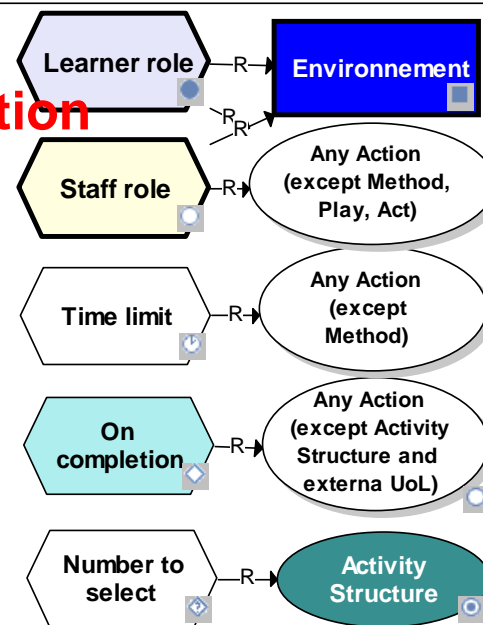 Learner role
R
Environnement
tion
R
R
Staff role
R
Any Action
(except Method,
Play, Act)
Time limit
R
Any Action
(except
Method)
On
completion
R
Any Action
(except Activity
Structure and
externa UoL)
Number to
select
R
Activity
Structure